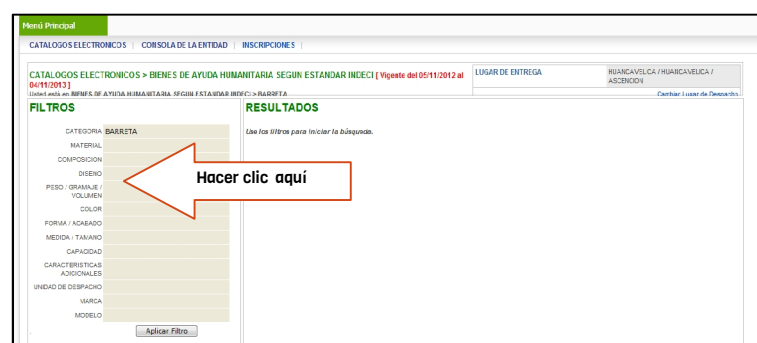 Menú Principal
CATALOGOS ELECTRONICOS | CONSOLA DE LA ENTIDAD | INSCRIPCIONES |
CATALOGOS ELECTRONICOS > BIENES DE AYUDA HUMANITARIA SEGUN ESTANDAR INDECI [ Vigente del 05/11/2012 al
04/11/2013 ]
Usted está en BIENES DE AYUDA HUMANITARIA SEGUN ESTANDAR INDECI > BARRETA
LUGAR DE ENTREGA
HUANCAVELICA / HUANCAVELICA /
ASCENCION
Cambiar Lugar de Despacho
FILTROS
CATEGORIA BARRETA
MATERIAL
COMPOSICION
DISENO
PESO / GRAMAJE /
VOLUMEN
COLOR
FORMA / ACABADO
MEDIDA / TAMANO
CAPACIDAD
CARACTERISTICAS
ADICIONALES
UNIDAD DE DESPACHO
MARCA
MODELO
Aplicar Filtro
RESULTADOS
Use los filtros para iniciar la búsqueda.
Hacer clic aquí